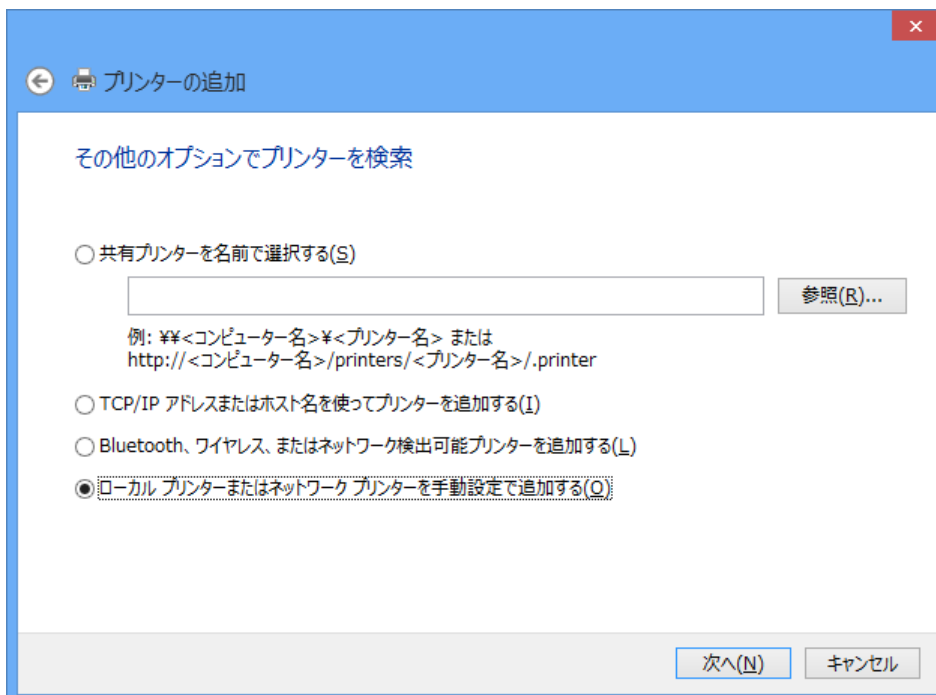 プリンターの追加
その他のオプションでプリンターを検索
共有プリンターを名前で選択する(S)
参照(R)...
例: ¥¥<コンピューター名>¥<プリンター名> または
http://<コンピューター名>/printers/<プリンター名>/.printer
TCP/IP アドレスまたはホスト名を使ってプリンターを追加する(I)
Bluetooth、ワイヤレス、またはネットワーク検出可能プリンターを追加する(L)
ローカル プリンターまたはネットワーク プリンターを手動設定で追加する(O)
次へ(N)
キャンセル